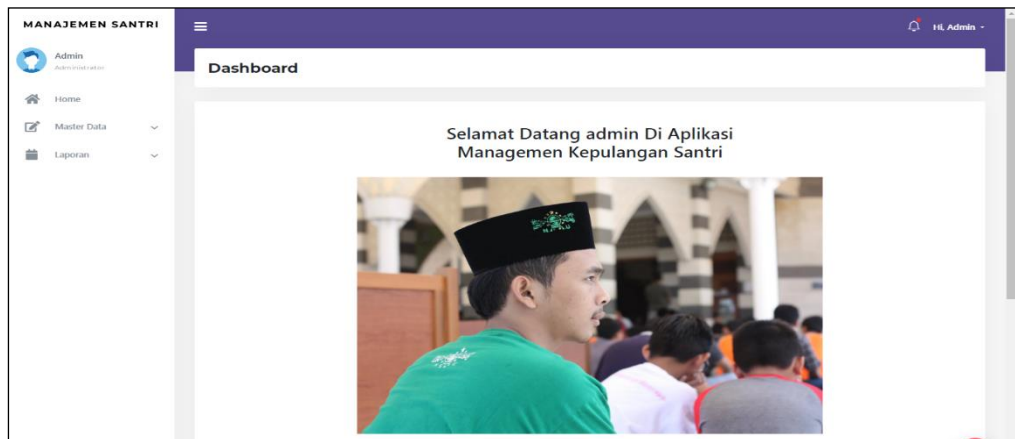 MANAJEMEN SANTRI
Hi, Admin
Admin
Administrator
Dashboard
Home
Master Data
Laporan
Selamat Datang admin Di Aplikasi
Managemen Kepulangan Santri